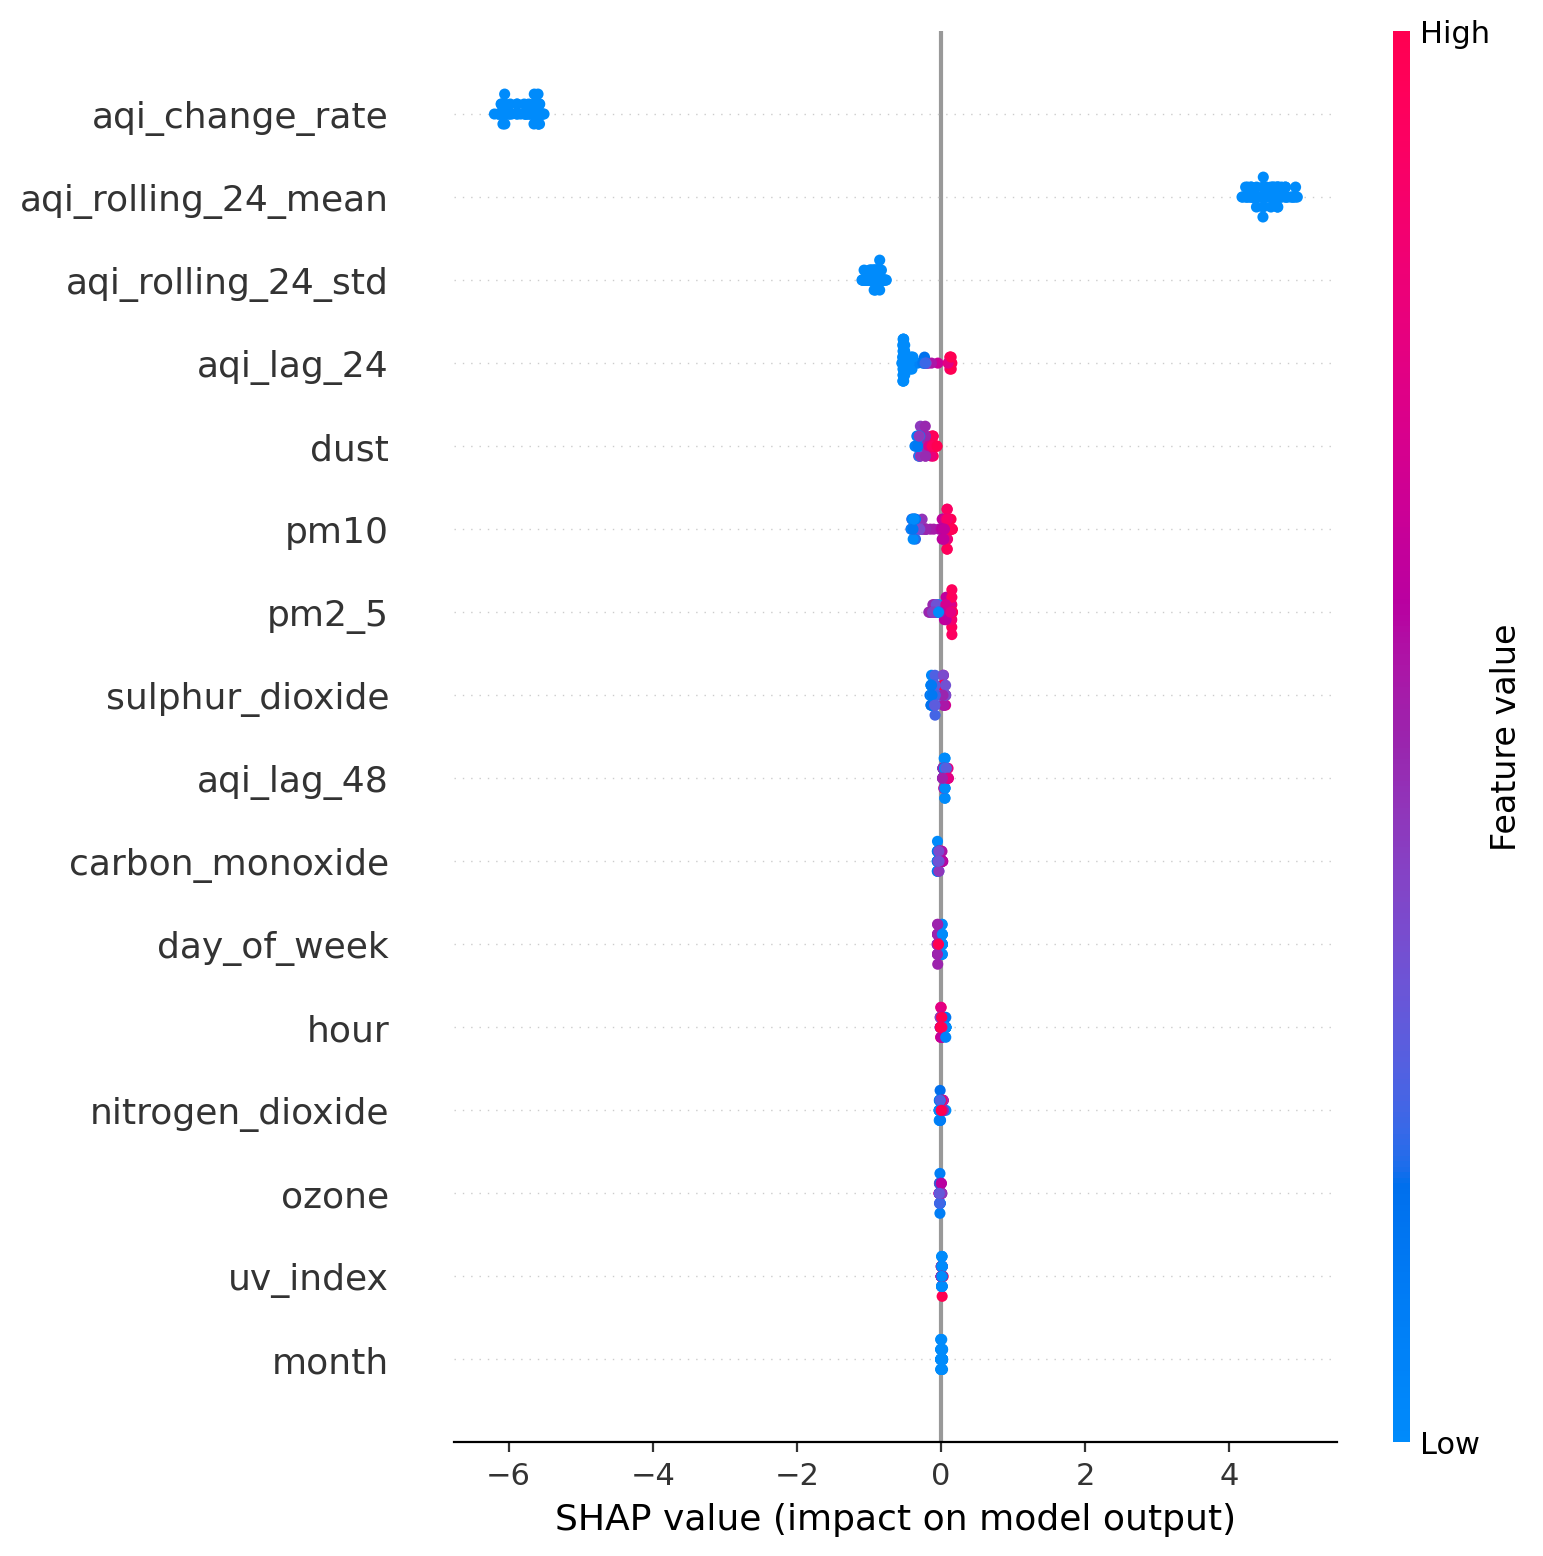 High
aqi_change_rate
aqi_rolling_24_mean
aqi_rolling_24_std
aqi_lag_24
dust
pm10
pm2_5
sulphur_dioxide
aqi_lag_48
carbon_monoxide
day_of_week
hour
nitrogen_dioxide
ozone
uv_index
month
Feature value
Low
−6 −4 −2 0 2 4
SHAP value (impact on model output)